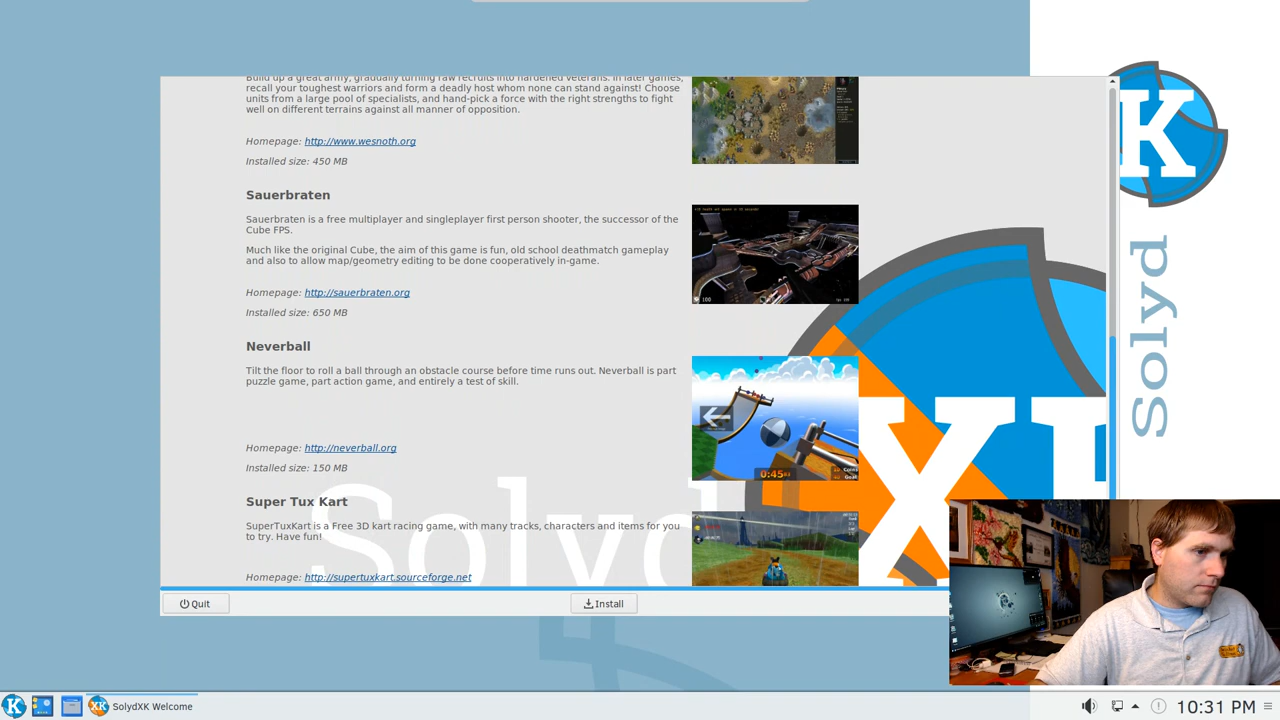 Build up a great army, gradually turning raw recruits into hardened veterans. In later games,
recall your toughest warriors and form a deadly host whom none can stand against! Choose
units from a large pool of specialists, and hand-pick a force with the right strengths to fight
well on different terrains against all manner of opposition.
Homepage: http://www.wesnoth.org
Installed size: 450 MB
Sauerbraten
Sauerbraten is a free multiplayer and singleplayer first person shooter, the successor of the
Cube FPS.
Much like the original Cube, the aim of this game is fun, old school deathmatch gameplay
and also to allow map/geometry editing to be done cooperatively in-game.
Homepage: http://sauerbraten.org
Installed size: 650 MB
100
Neverball
Tilt the floor to roll a ball through an obstacle course before time runs out. Neverball is part
puzzle game, part action game, and entirely a test of skill.
Homepage: http://neverball.org
Installed size: 150 MB
0:45
Coins
Goal
Super Tux Kart
SuperTuxKart is a Free 3D kart racing game, with many tracks, characters and items for you
to try. Have fun!
Homepage: http://supertuxkart.sourceforge.net
Solyd
XK
K
Solyd
Quit
Install
K
XK
SolydXK Welcome
10:31 PM